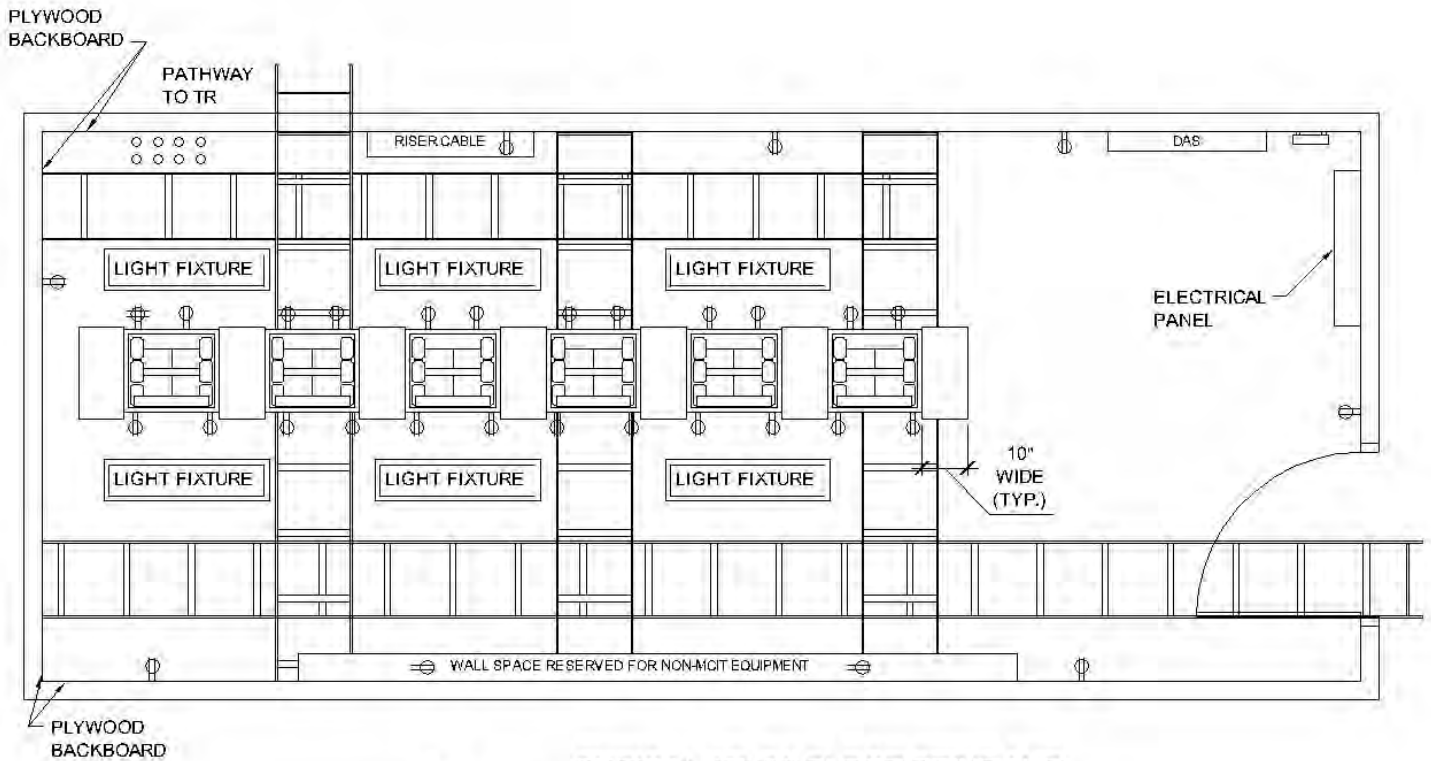 PLYWOOD
BACKBOARD
PATHWAY
TO TR
RISER CABLE
DAS
LIGHT FIXTURE
LIGHT FIXTURE
LIGHT FIXTURE
ELECTRICAL
PANEL
LIGHT FIXTURE
LIGHT FIXTURE
LIGHT FIXTURE
10"
WIDE
(TYP.)
WALL SPACE RESERVED FOR NON-MCIT EQUIPMENT
PLYWOOD
BACKBOARD